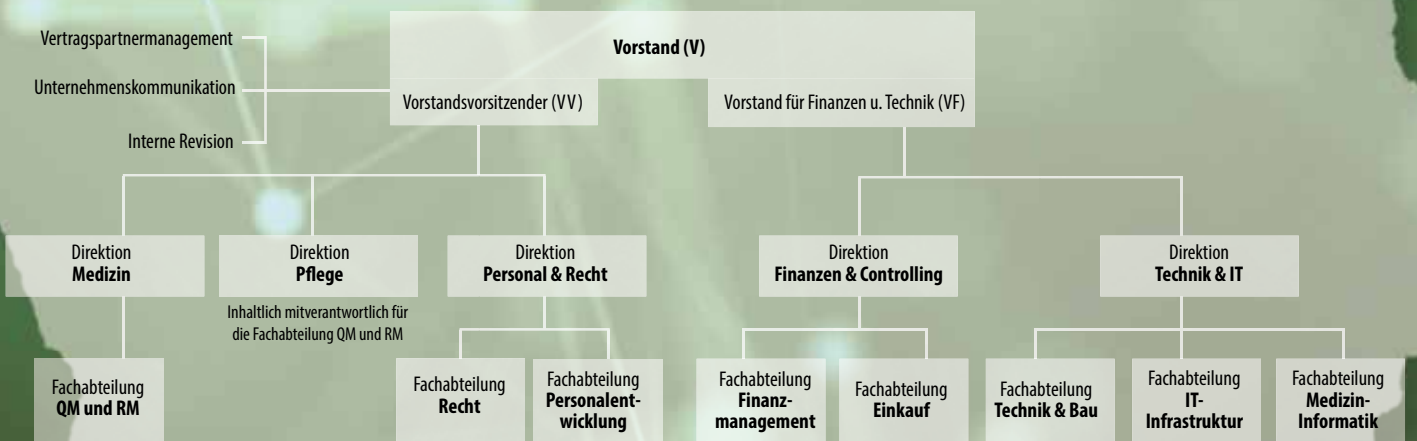 Vertragspartnermanagement
Unternehmenskommunikation
Interne Revision
Vorstand (V)
Vorstandsvorsitzender (VV)
Vorstand für Finanzen u. Technik (VF)
Direktion
Medizin
Direktion
Pflege
Inhaltlich mitverantwortlich für
die Fachabteilung QM und RM
Direktion
Personal & Recht
Direktion
Finanzen & Controlling
Direktion
Technik & IT
Fachabteilung
QM und RM
Fachabteilung
Recht
Fachabteilung
Personalent-
wicklung
Fachabteilung
Finanz-
management
Fachabteilung
Einkauf
Fachabteilung
Technik & Bau
Fachabteilung
IT-
Infrastruktur
Fachabteilung
Medizin-
Informatik